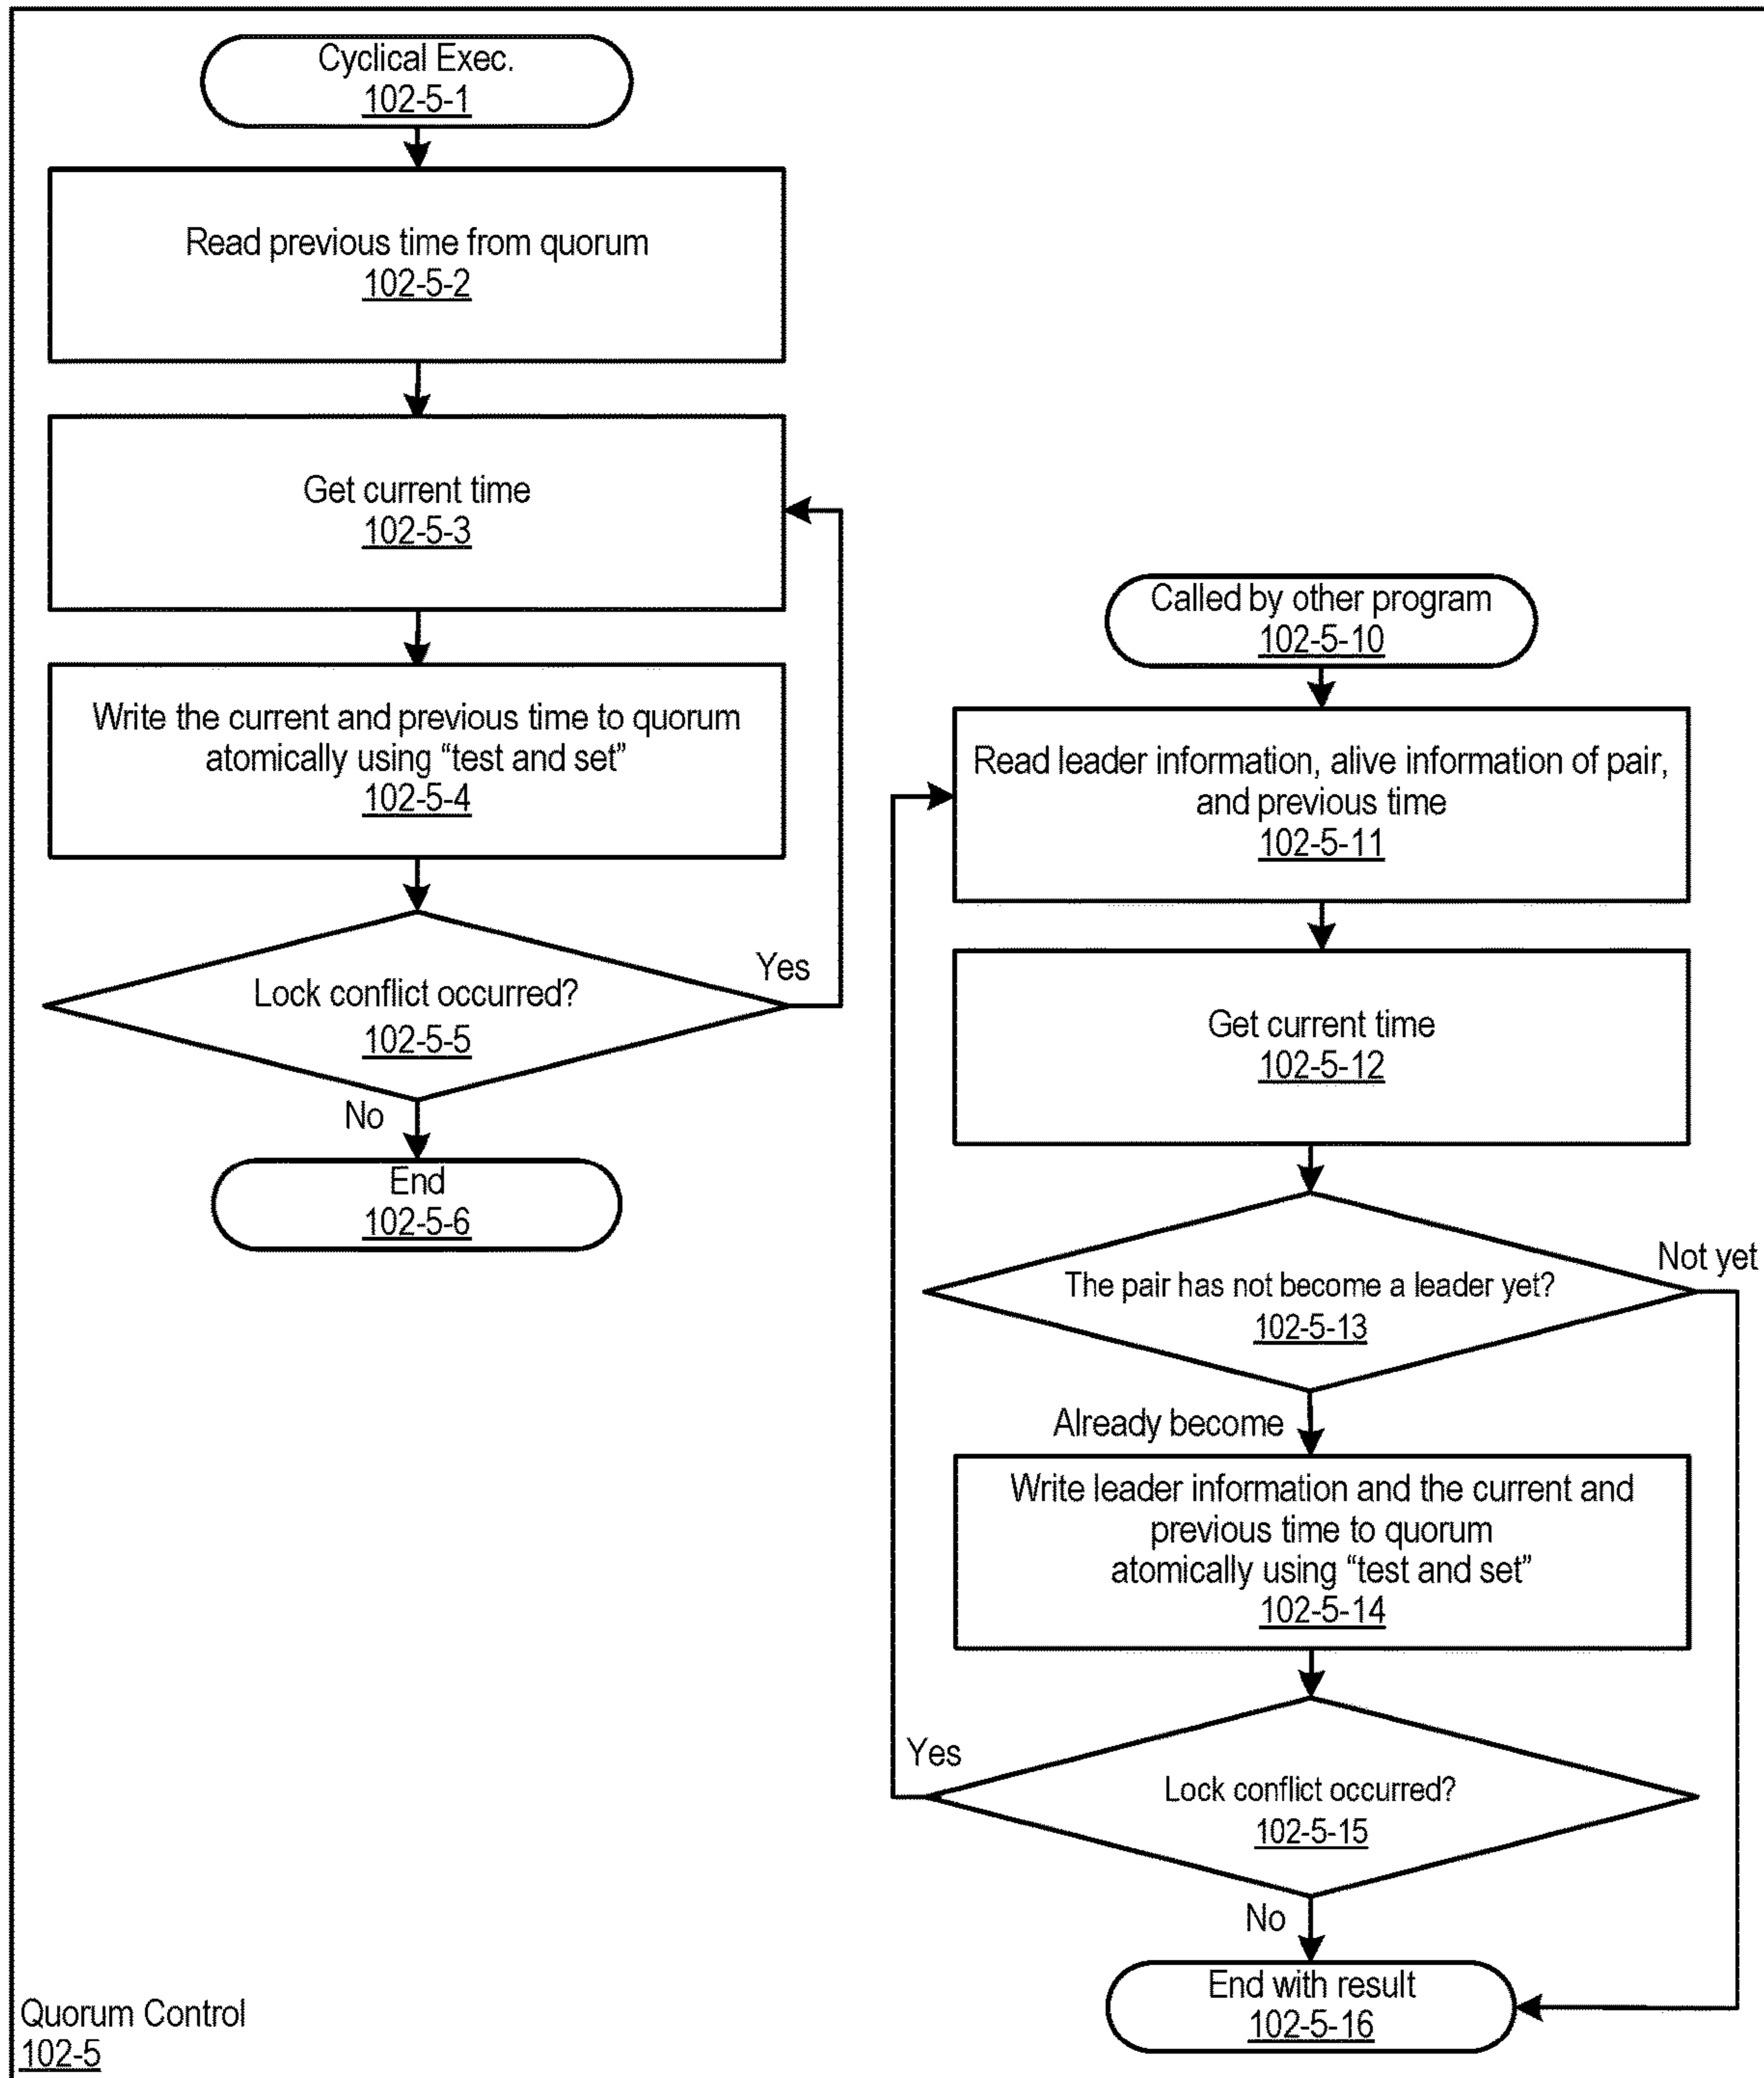 Cyclical Exec.
102-5-1
Read previous time from quorum
102-5-2
Get current time
102-5-3
Write the current and previous time to quorum
atomically using “test and set”
102-5-4
Lock conflict occurred?
102-5-5
Yes
No
End
102-5-6
Called by other program
102-5-10
Read leader information, alive information of pair,
and previous time
102-5-11
Get current time
102-5-12
The pair has not become a leader yet?
102-5-13
Not yet
Already become
Write leader information and the current and
previous time to quorum
atomically using “test and set”
102-5-14
Lock conflict occurred?
102-5-15
Yes
No
End with result
102-5-16
Quorum Control
102-5